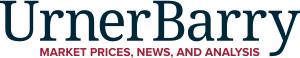 UrnerBarry
MARKET PRICES, NEWS, AND ANALYSIS